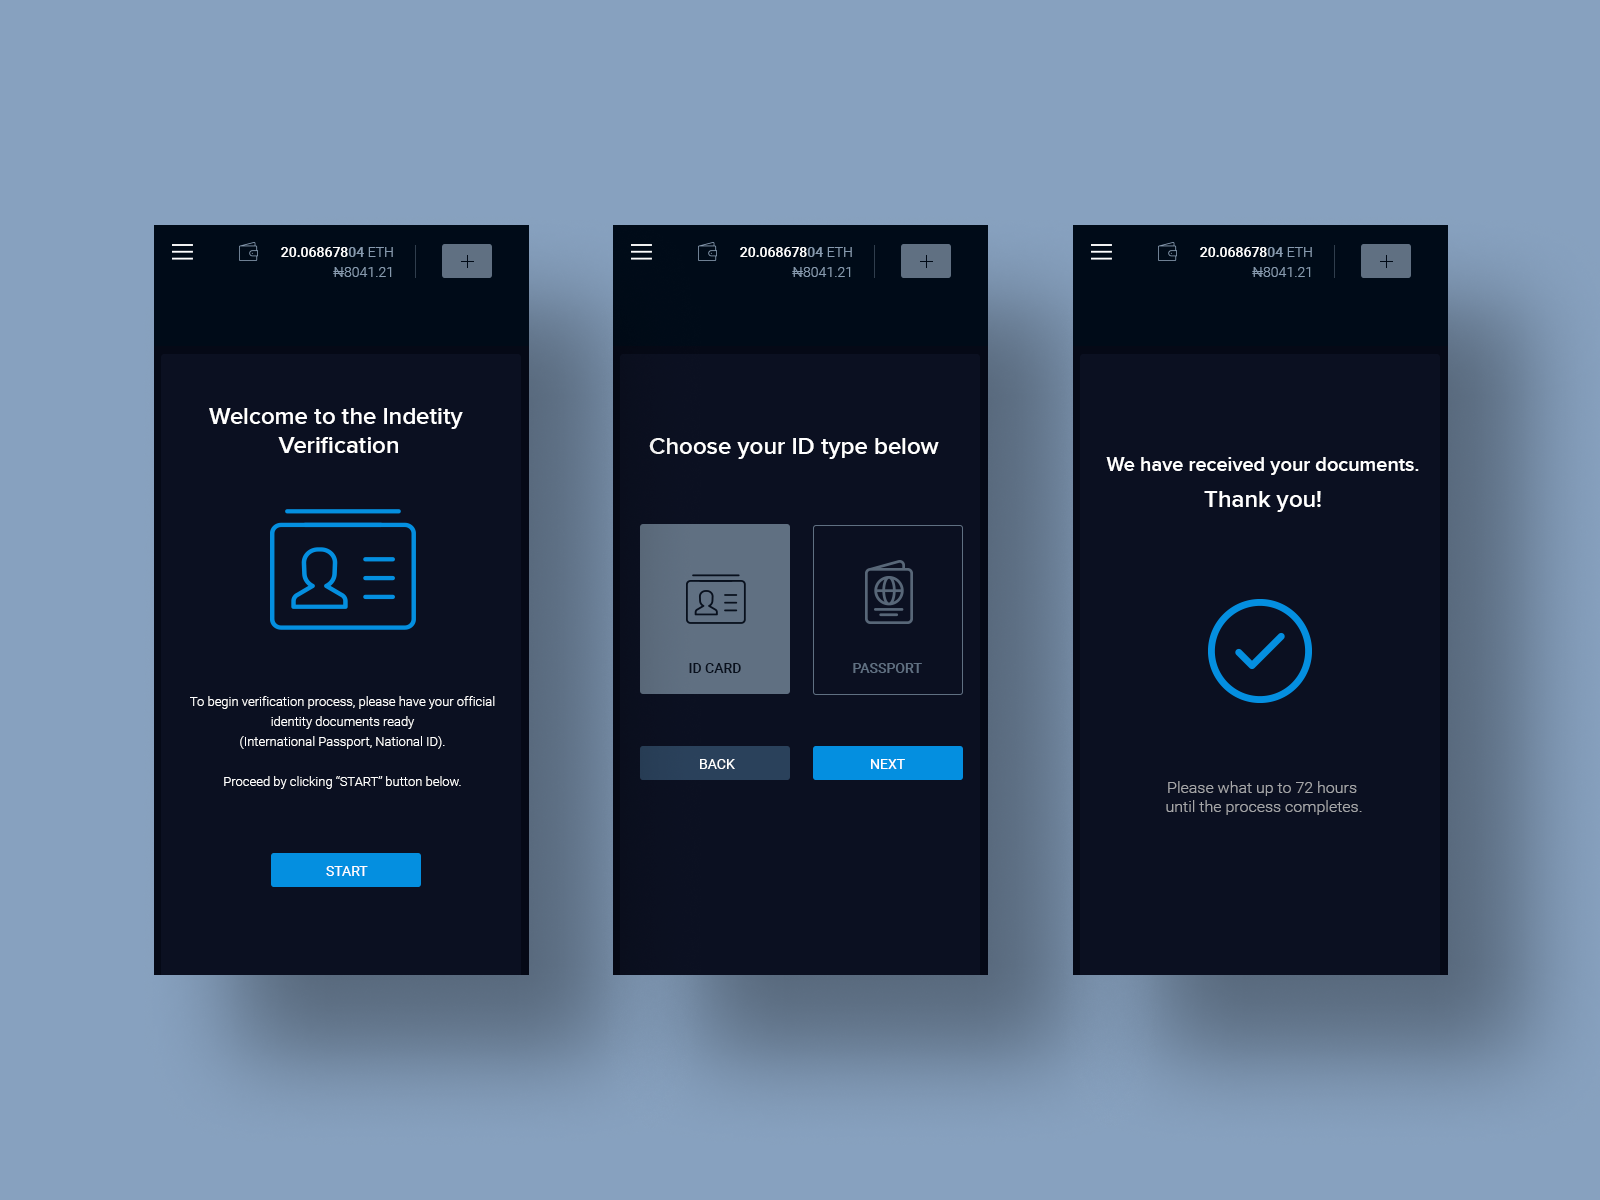 20.06867804 ETH
₦8041.21
Welcome to the Indetity
Verification
To begin verification process, please have your official
identity documents ready
(International Passport, National ID).
Proceed by clicking “START” button below.
START
20.06867804 ETH
₦8041.21
Choose your ID type below
ID CARD
PASSPORT
BACK
NEXT
20.06867804 ETH
₦8041.21
We have received your documents.
Thank you!
Please what up to 72 hours
until the process completes.